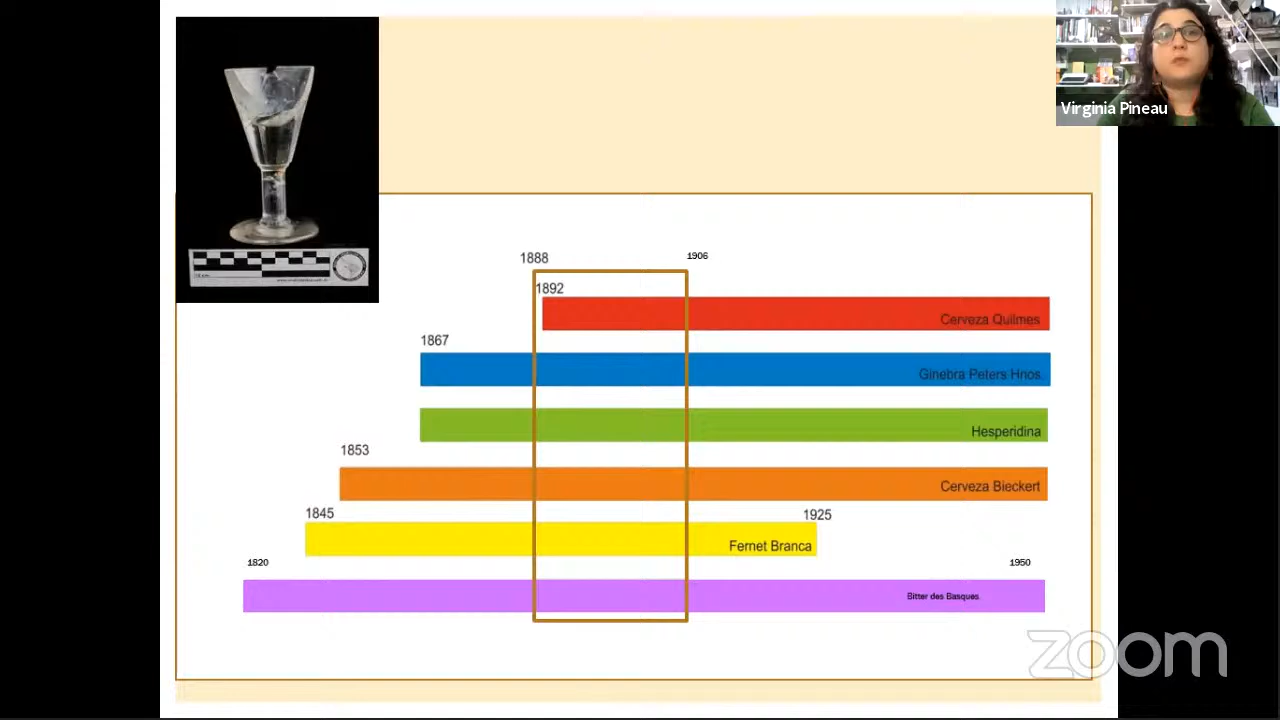 Virginia Pineau
1888
1906
1892
Cerveza Quilmes
1867
Ginebra Peters Hnos.
Hesperidina
1853
Cerveza Bieckert
1845
1925
Fernet Branca
1820
1950
Bitter des Basques.
zoom